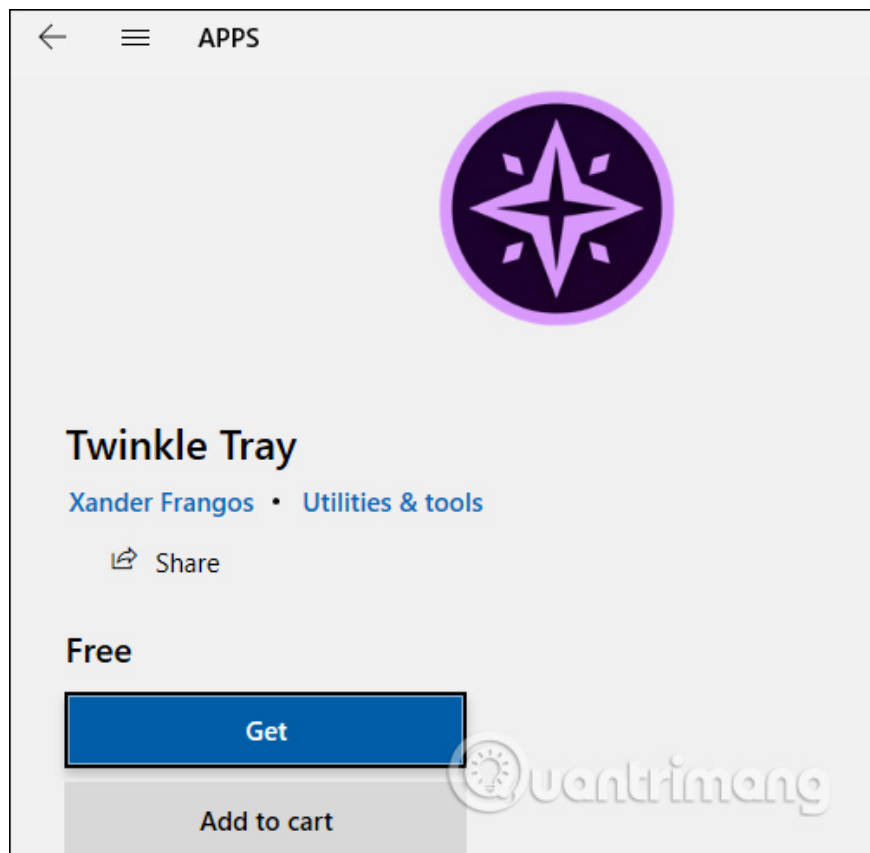 APPS
Twinkle Tray
Xander Frangos • Utilities & tools
Share
Free
Get
Quantrimang
Add to cart